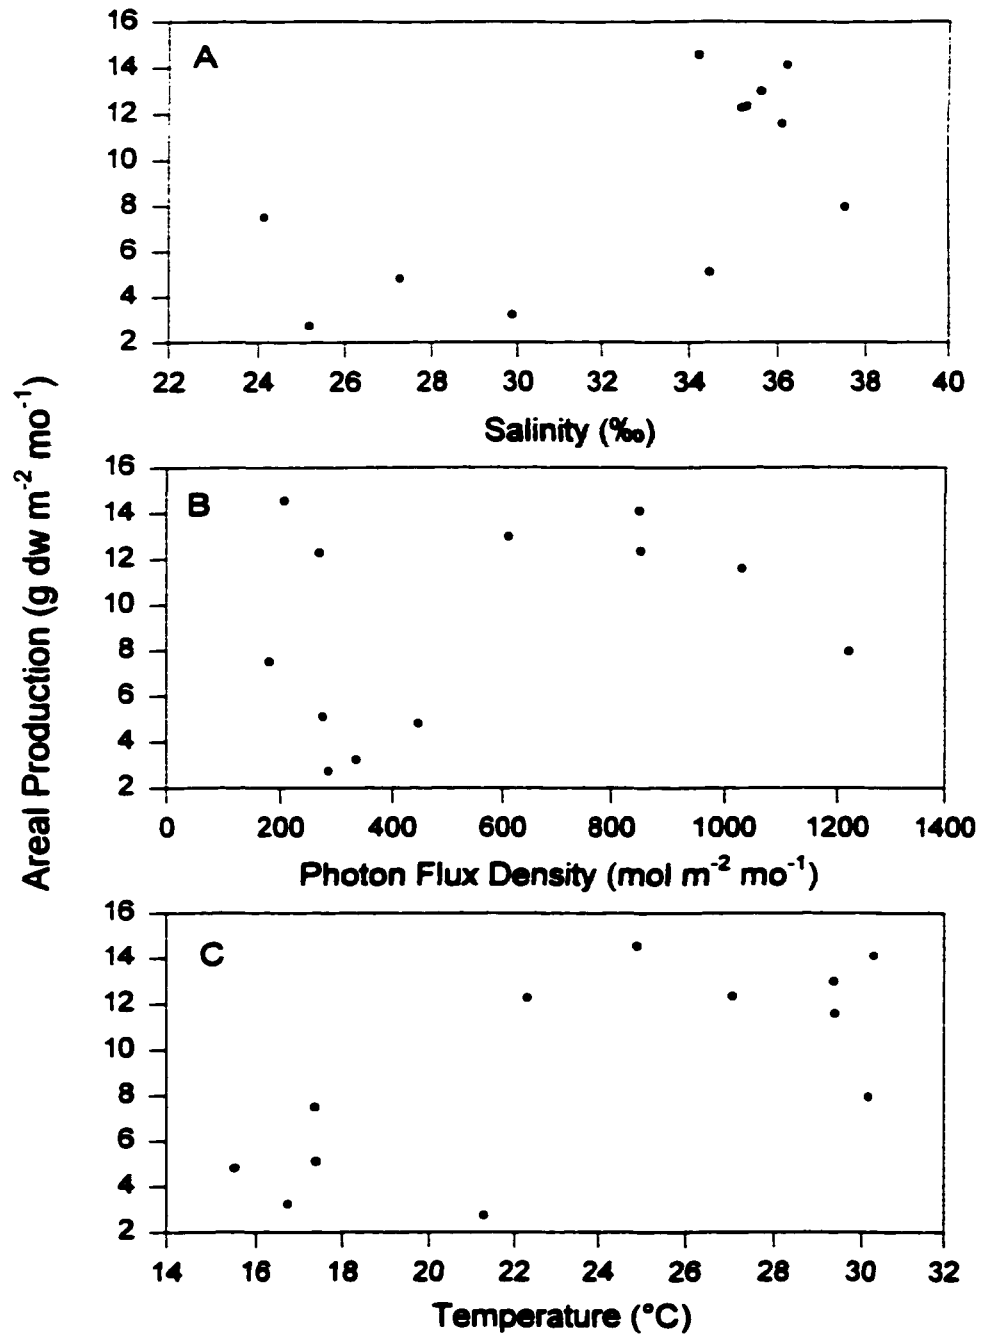 16
A
14
12
10
8
6
4
2
22 24 26 28 30 32 34 36 38 40
Salinity (‰)
Areal Production (g dw m⁻² mo⁻¹)
16
B
14
12
10
8
6
4
2
0 200 400 600 800 1000 1200 1400
Photon Flux Density (mol m⁻² mo⁻¹)
16
C
14
12
10
8
6
4
2
14 16 18 20 22 24 26 28 30 32
Temperature (°C)